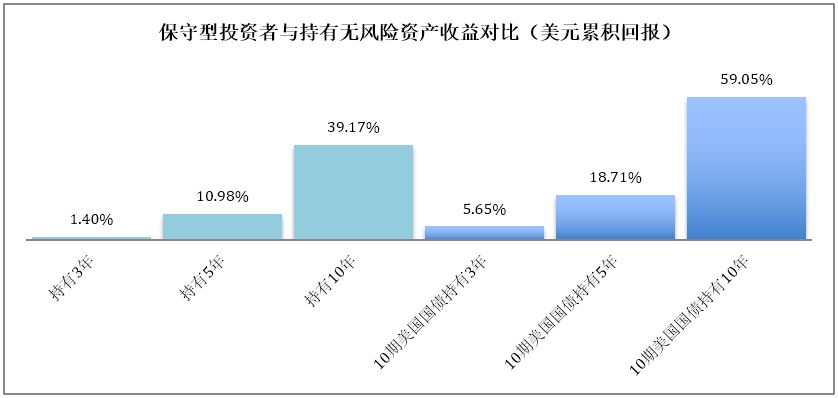 保守型投资者与持有无风险资产收益对比（美元累积回报）
59.05%
39.17%
18.71%
10.98%
5.65%
1.40%
持有3年
持有5年
持有10年
10期美国国债持有3年
10期美国国债持有5年
10期美国国债持有10年